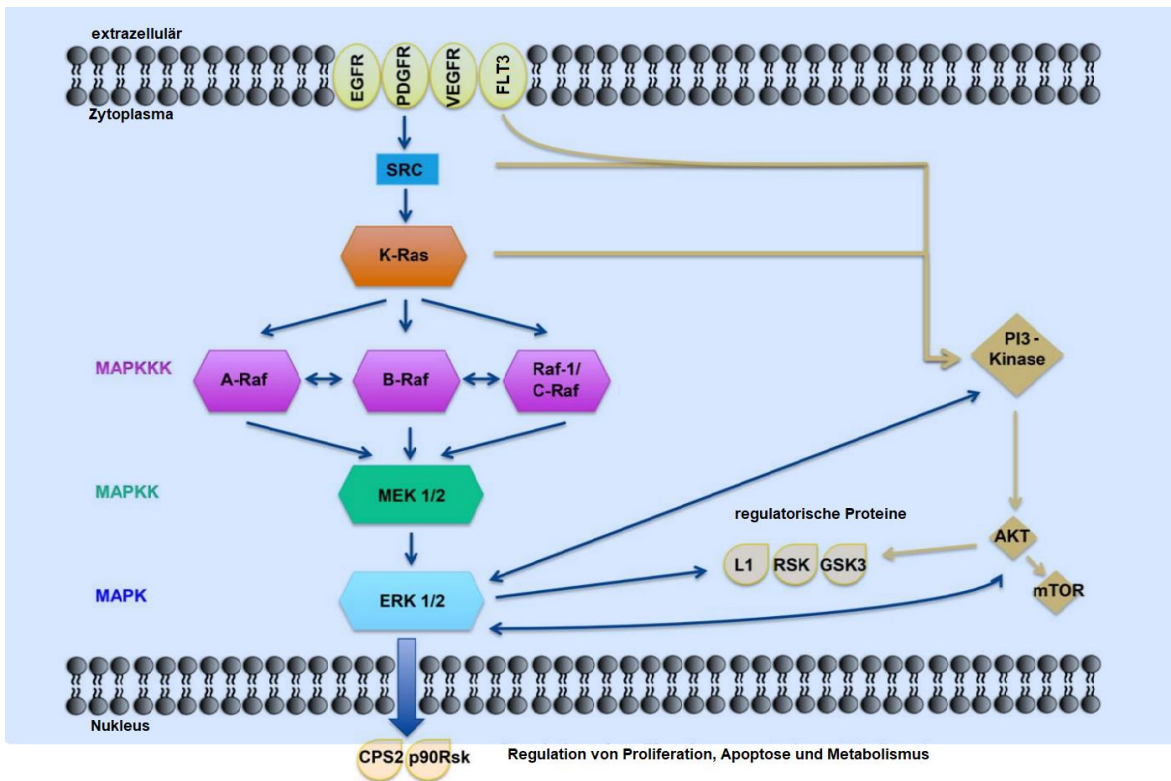 extrazellulär
EGFR
PDGFR
VEGFR
FLT3
Zytoplasma
SRC
K-Ras
MAPKKK
A-Raf
B-Raf
Raf-1/
C-Raf
PI3 -
Kinase
MAPKK
MEK 1/2
regulatorische Proteine
AKT
L1
RSK
GSK3
mTOR
MAPK
ERK 1/2
Nukleus
CPS2
p90Rsk
Regulation von Proliferation, Apoptose und Metabolismus